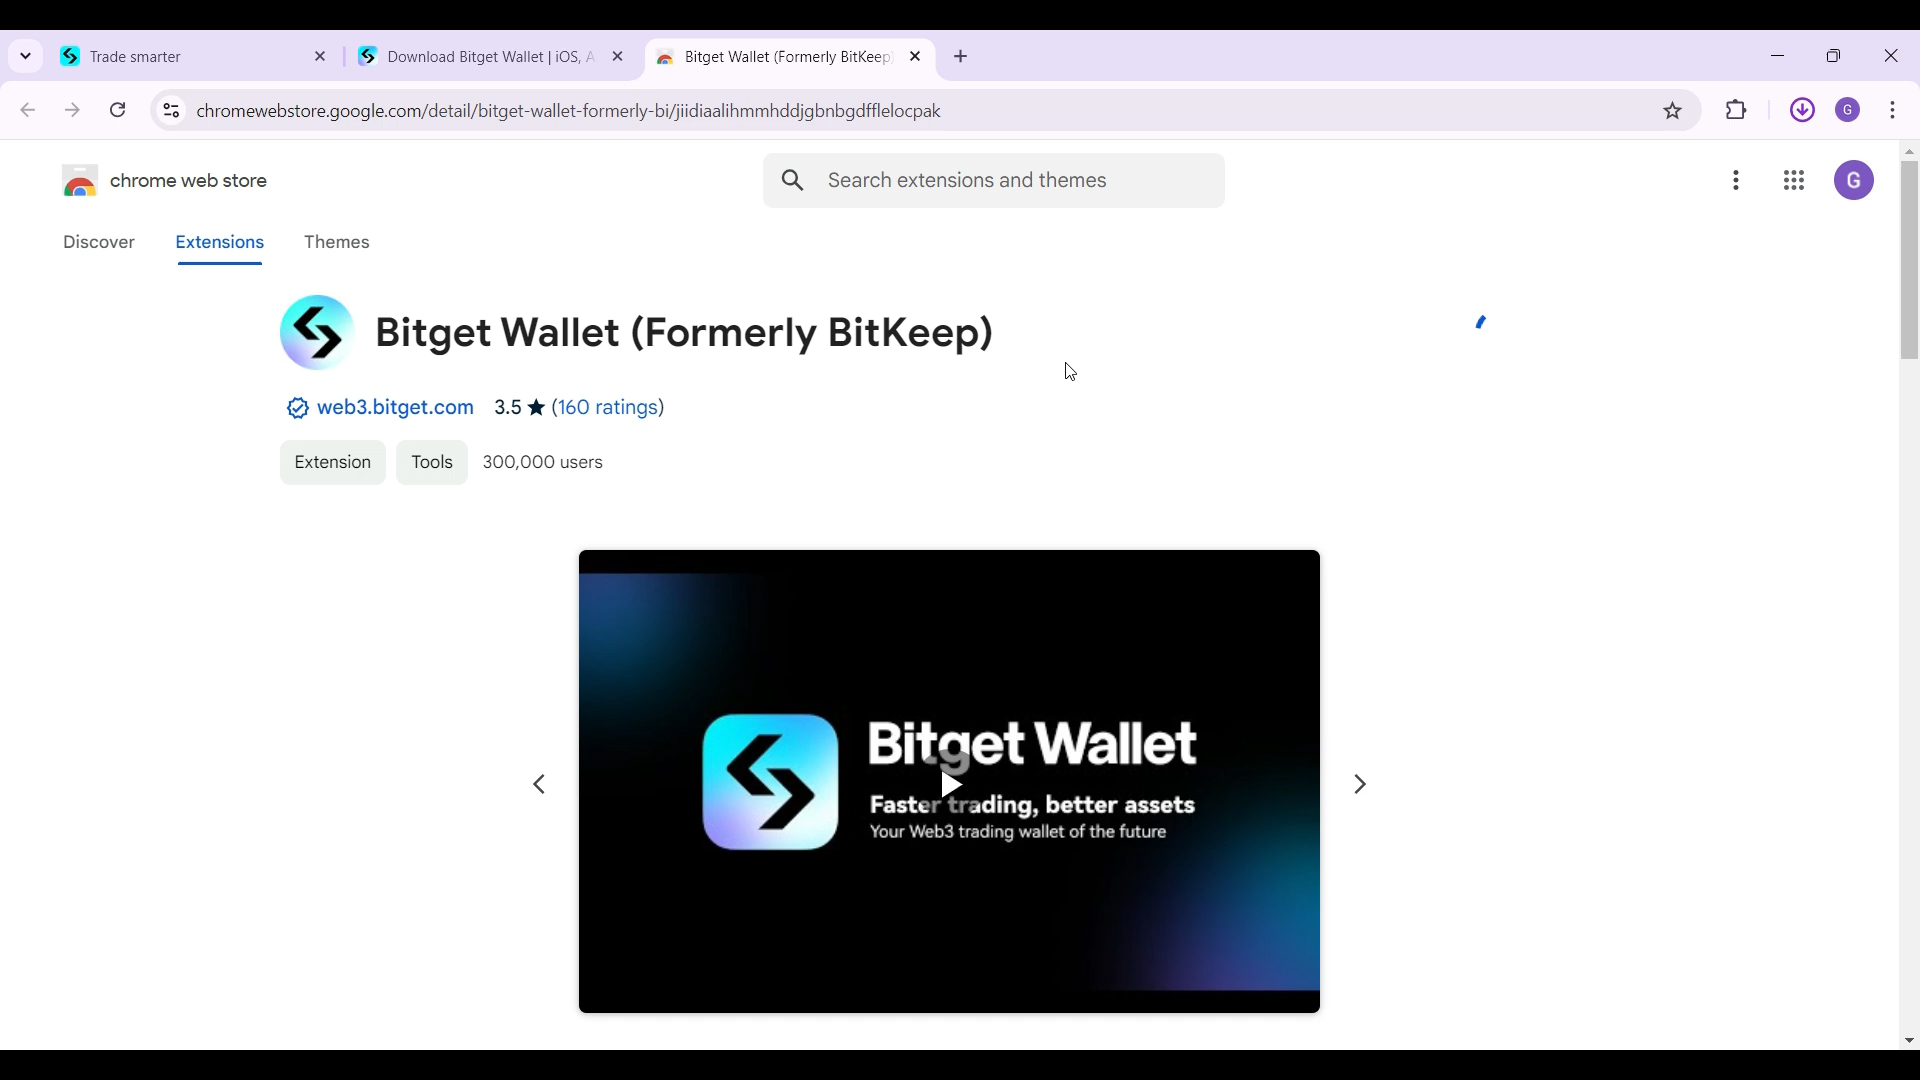 Trade smarter
Download Bitget Wallet | iOS, A
Bitget Wallet (Formerly BitKeep)
chromewebstore.google.com/detail/bitget-wallet-formerly-bi/jiidiaalihmmhddjgbnbgdfflelocpak
G
chrome web store
Search extensions and themes
G
Discover
Extensions
Themes
Bitget Wallet (Formerly BitKeep)
web3.bitget.com 3.5 ★ (160 ratings)
Extension
Tools
300,000 users
Bitget Wallet
Faster trading, better assets
Your Web3 trading wallet of the future